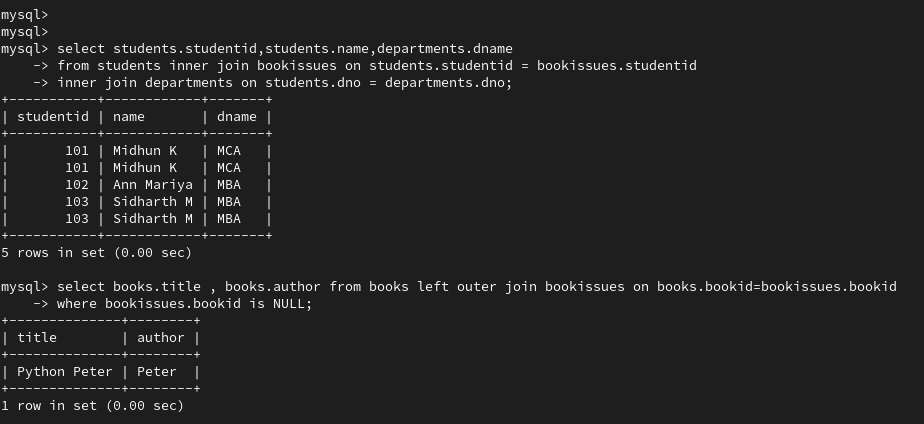 mysql>
mysql>
mysql> select students.studentid,students.name,departments.dname
    -> from students inner join bookissues on students.studentid = bookissues.studentid
    -> inner join departments on students.dno = departments.dno;
+-----------+------------+-------+
| studentid | name       | dname |
+-----------+------------+-------+
|       101 | Midhun K   | MCA   |
|       101 | Midhun K   | MCA   |
|       102 | Ann Mariya | MBA   |
|       103 | Sidharth M | MBA   |
|       103 | Sidharth M | MBA   |
+-----------+------------+-------+
5 rows in set (0.00 sec)

mysql> select books.title , books.author from books left outer join bookissues on books.bookid=bookissues.bookid
    -> where bookissues.bookid is NULL;
+--------------+--------+
| title        | author |
+--------------+--------+
| Python Peter | Peter  |
+--------------+--------+
1 row in set (0.00 sec)